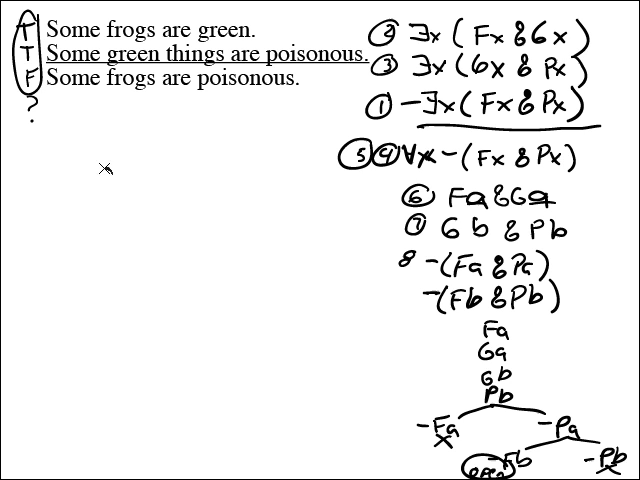 T Some frogs are green.
T Some green things are poisonous.
F Some frogs are poisonous.
?
② ∃x (Fx & Gx)
③ ∃x (Gx & Px)
① -∃x (Fx & Px)
⑤ ④ ∀x -(Fx & Px)
⑥ Fa & Ga
⑦ Gb & Pb
8 -(Fa & Pa)
-(Fb & Pb)
Fa
Ga
Gb
Pb
-Fa -Pa
x
open -Fb -Pb
x